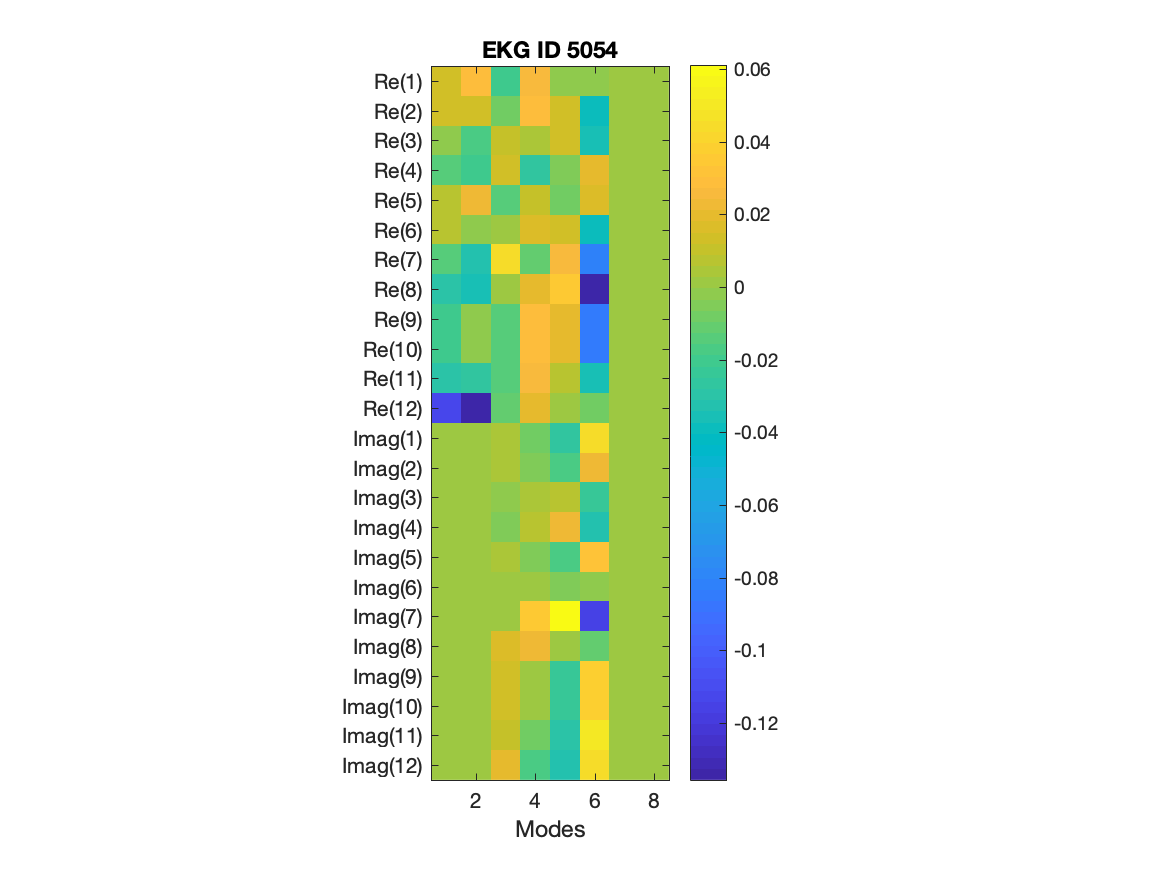 EKG ID 5054
Re(1)
Re(2)
Re(3)
Re(4)
Re(5)
Re(6)
Re(7)
Re(8)
Re(9)
Re(10)
Re(11)
Re(12)
Imag(1)
Imag(2)
Imag(3)
Imag(4)
Imag(5)
Imag(6)
Imag(7)
Imag(8)
Imag(9)
Imag(10)
Imag(11)
Imag(12)
2 4 6 8
Modes
0.06
0.04
0.02
0
-0.02
-0.04
-0.06
-0.08
-0.1
-0.12